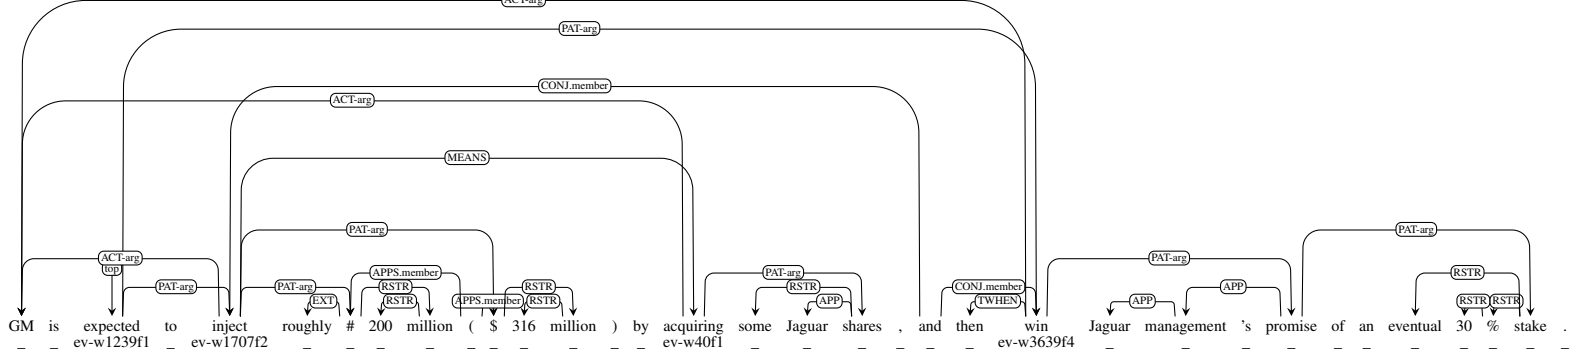 ACT-arg
PAT-arg
CONJ.member
ACT-arg
MEANS
PAT-arg PAT-arg
ACT-arg PAT-arg
top APPS.member PAT-arg RSTR
PAT-arg PAT-arg RSTR RSTR RSTR CONJ.member APP
EXT RSTR APPS.member RSTR APP TWHEN APP RSTR RSTR
GM is expected to inject roughly # 200 million ( $ 316 million ) by acquiring some Jaguar shares , and then win Jaguar management 's promise of an eventual 30 % stake .
_ _ ev-w1239f1 _ ev-w1707f2 _ _ _ _ _ _ _ _ _ _ ev-w40f1 _ _ _ _ _ _ ev-w3639f4 _ _ _ _ _ _ _ _ _ _ _